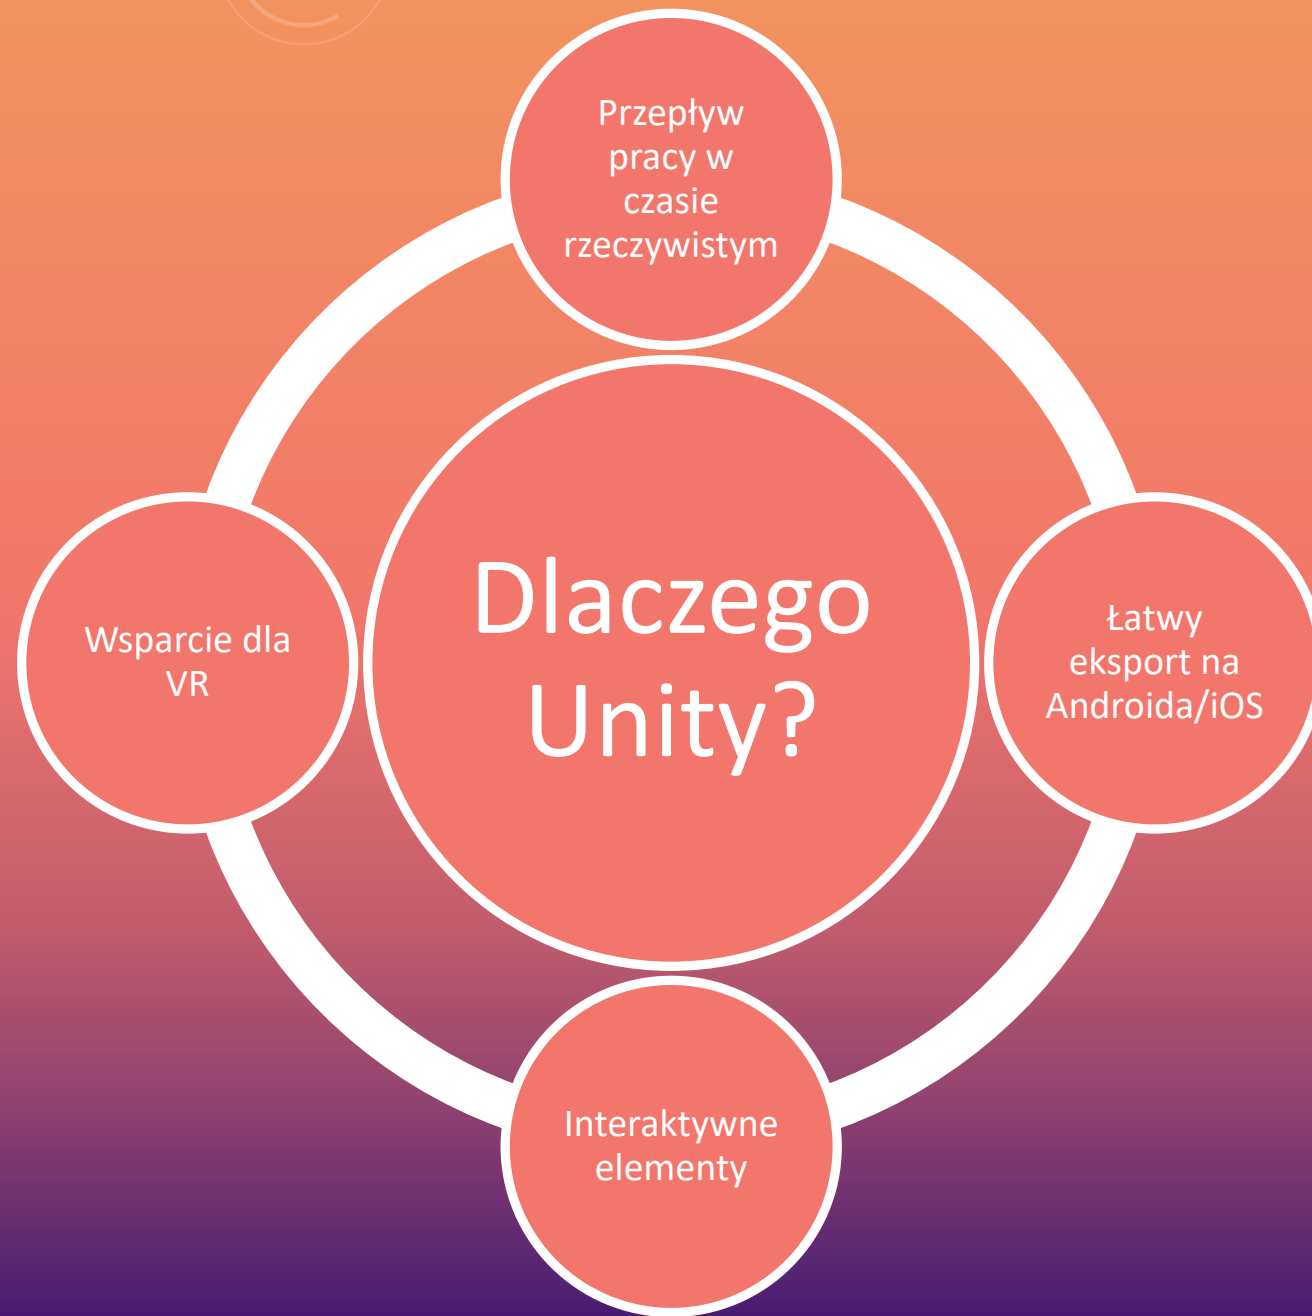 Przepływ
pracy w
czasie
rzeczywistym
Dlaczego
Unity?
Wsparcie dla
VR
Łatwy
eksport na
Androida/iOS
Interaktywne
elementy